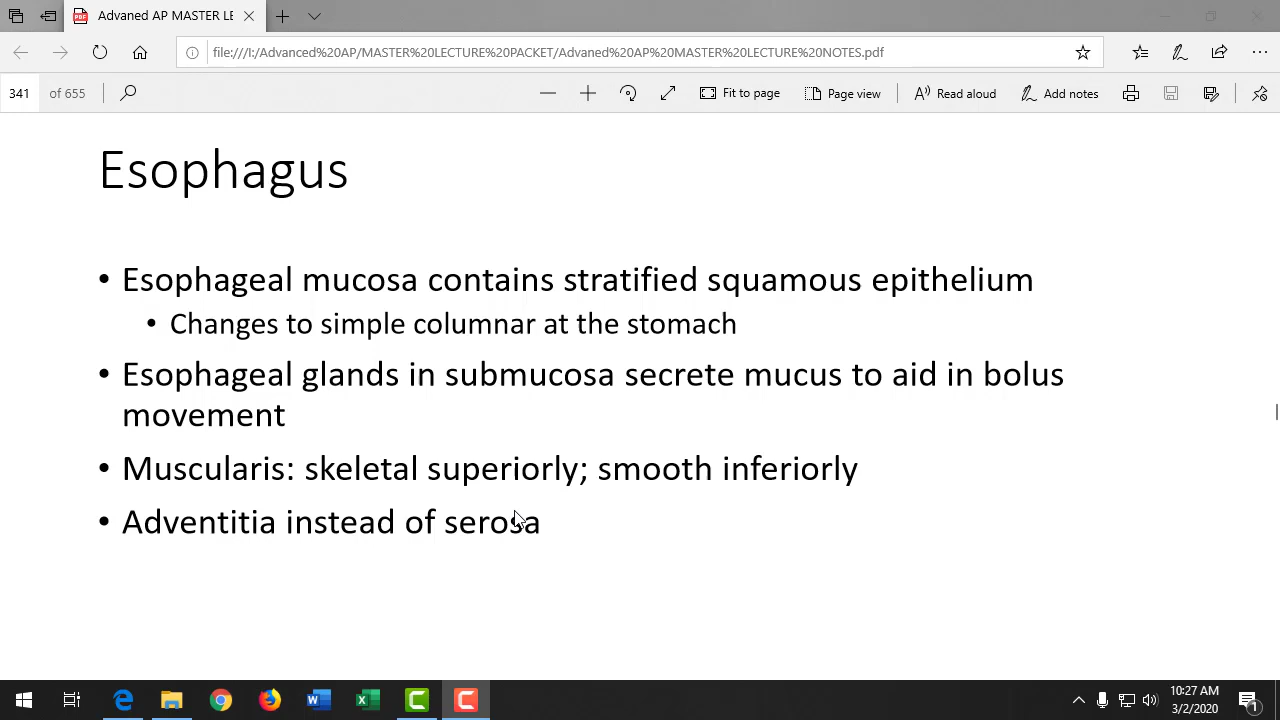 Advaned AP MASTER LE
file:///I:/Advanced%20AP/MASTER%20LECTURE%20PACKET/Advaned%20AP%20MASTER%20LECTURE%20NOTES.pdf
341 of 655 Fit to page Page view Read aloud Add notes
Esophagus
• Esophageal mucosa contains stratified squamous epithelium
• Changes to simple columnar at the stomach
• Esophageal glands in submucosa secrete mucus to aid in bolus
movement
• Muscularis: skeletal superiorly; smooth inferiorly
• Adventitia instead of serosa
10:27 AM
3/2/2020
1